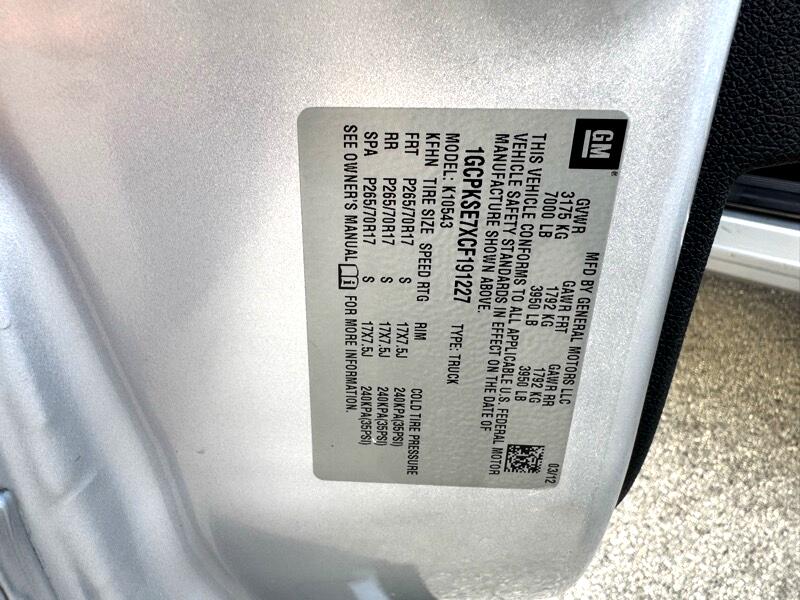 GM®
MFD BY GENERAL MOTORS LLC 03/12
GVWR GAWR FRT GAWR RR
3175 KG 1792 KG 1792 KG
7000 LB 3950 LB 3950 LB
THIS VEHICLE CONFORMS TO ALL APPLICABLE U.S. FEDERAL MOTOR
VEHICLE SAFETY STANDARDS IN EFFECT ON THE DATE OF
MANUFACTURE SHOWN ABOVE.
1GCPKSE7XCF191227 TYPE: TRUCK
MODEL: K10543
KFHN TIRE SIZE SPEED RTG RIM COLD TIRE PRESSURE
FRT P265/70R17 S 17X7.5J 240KPA(35PSI)
RR P265/70R17 S 17X7.5J 240KPA(35PSI)
SPA P265/70R17 S 17X7.5J 240KPA(35PSI)
SEE OWNER'S MANUAL FOR MORE INFORMATION.